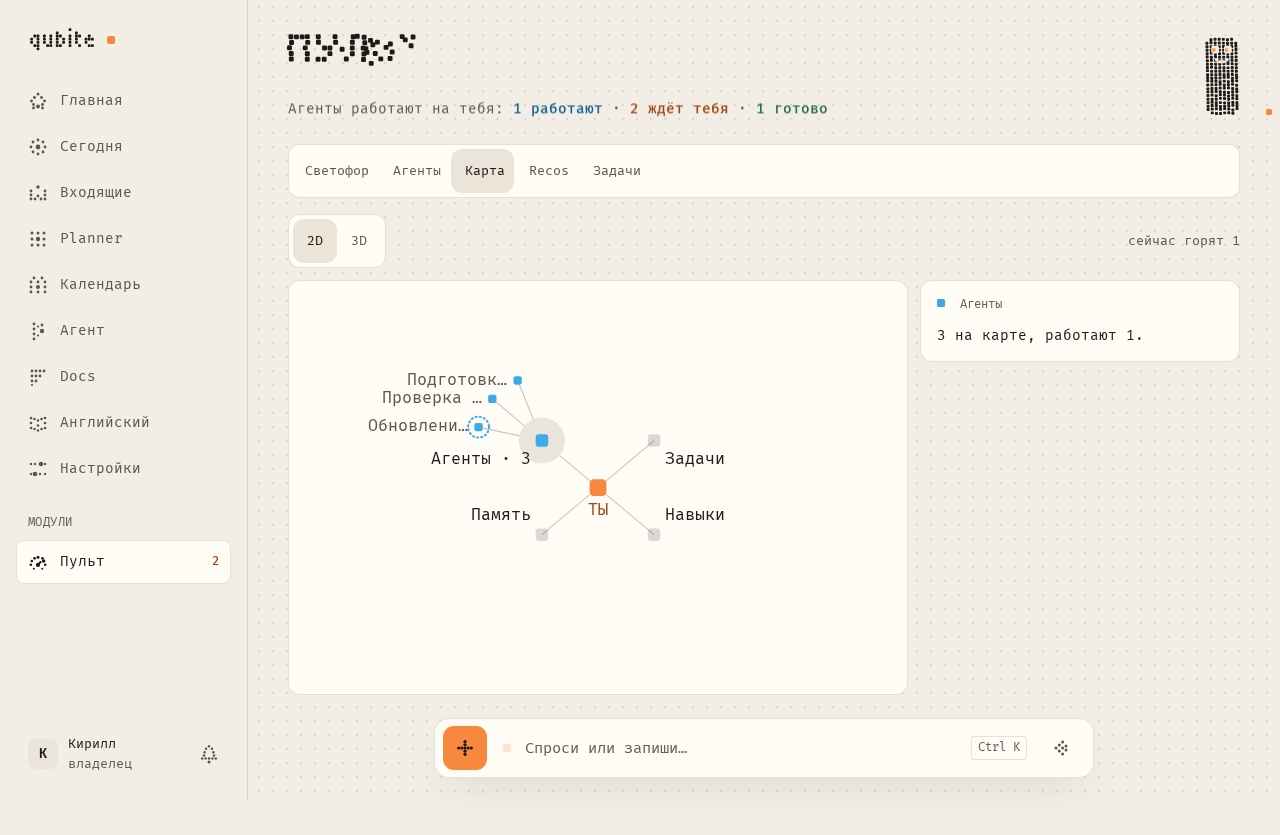 Главная
Сегодня
Входящие
Planner
Календарь
Агент
Docs
Английский
Настройки
МОДУЛИ
Пульт 2
К Кирилл
владелец
Агенты работают на тебя: 1 работают · 2 ждёт тебя · 1 готово
Светофор Агенты Карта Recos Задачи
2D 3D
сейчас горят 1
Подготовк…
Проверка …
Обновлени…
Агенты · 3
Задачи
ТЫ
Память
Навыки
Агенты
3 на карте, работают 1.
Спроси или запиши… Ctrl K